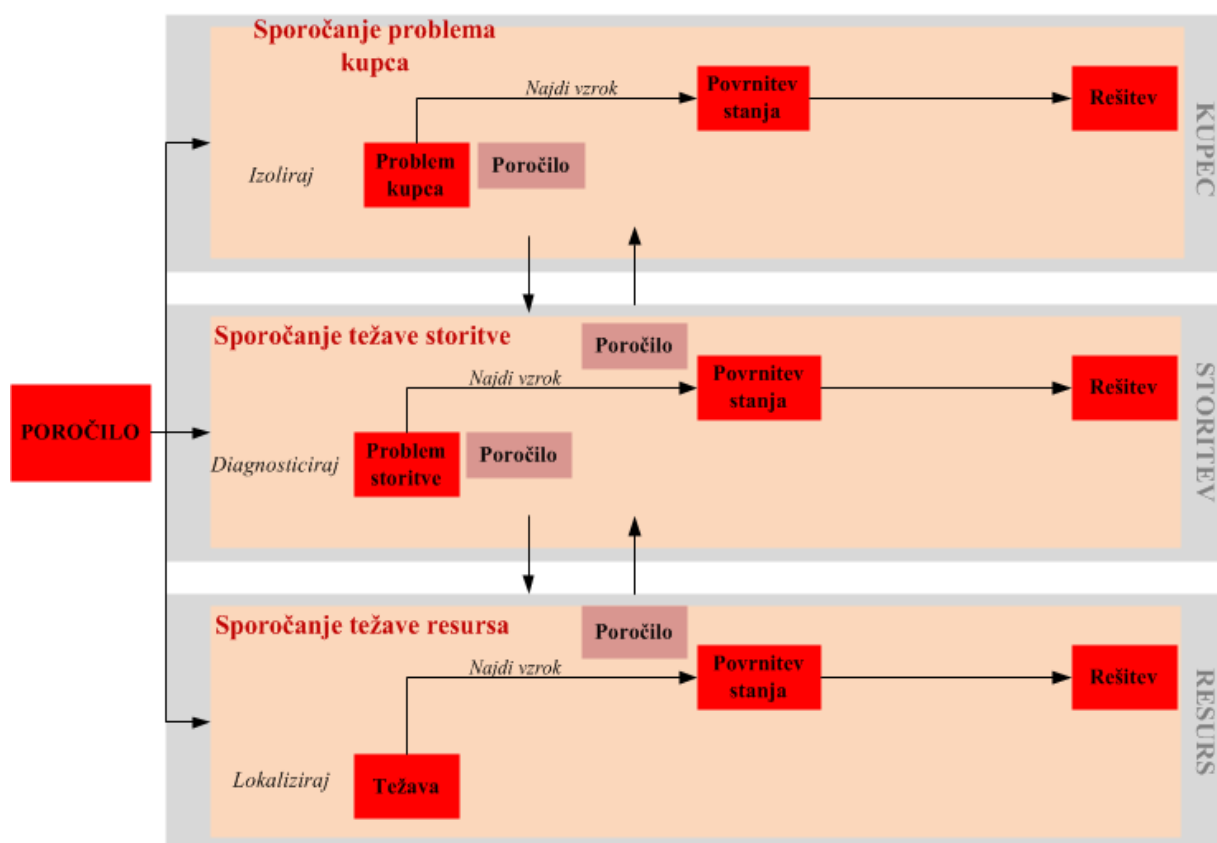 Sporočanje problema
kupca
Najdi vzrok
Povrnitev
stanja
Rešitev
Izoliraj
Problem
kupca
Poročilo
KUPEC
POROČILO
Sporočanje težave storitve
Poročilo
Najdi vzrok
Povrnitev
stanja
Rešitev
Diagnosticiraj
Problem
storitve
Poročilo
STORITEV
Sporočanje težave resursa
Poročilo
Najdi vzrok
Povrnitev
stanja
Rešitev
Lokaliziraj
Težava
RESURS